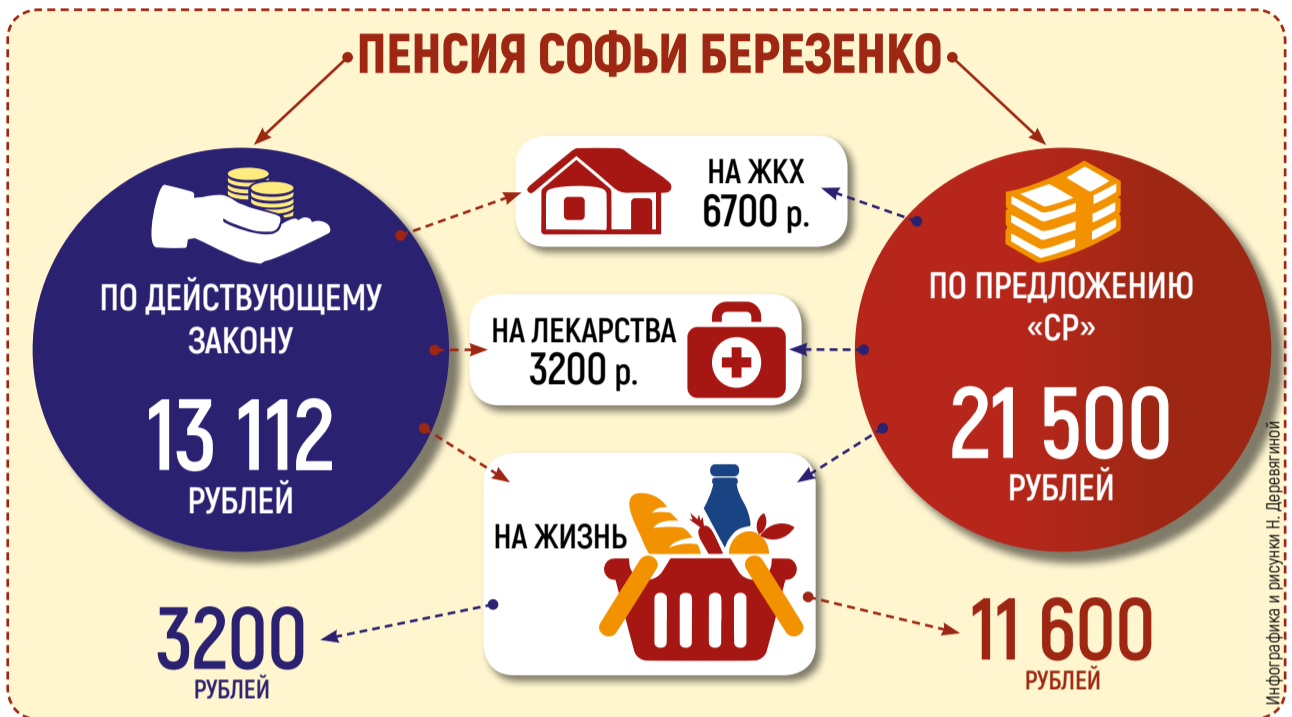 ПЕНСИЯ СОФЬИ БЕРЕЗЕНКО
ПО ДЕЙСТВУЮЩЕМУ
ЗАКОНУ
13 112
РУБЛЕЙ
НА ЖКХ
6700 р.
НА ЛЕКАРСТВА
3200 р.
НА ЖИЗНЬ
ПО ПРЕДЛОЖЕНИЮ
«СР»
21 500
РУБЛЕЙ
3200
РУБЛЕЙ
11 600
РУБЛЕЙ
Инфографика и рисунки Н. Деревягиной